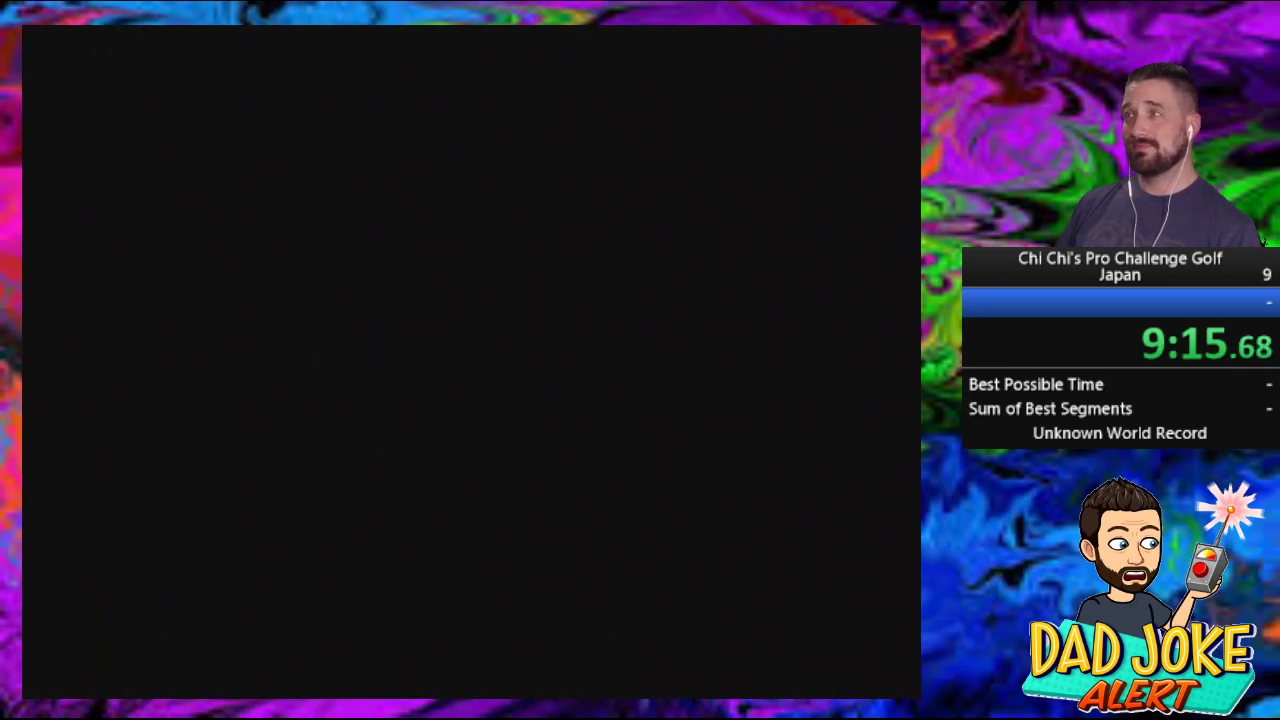 Chi Chi's Pro Challenge Golf
Japan 9
-
9:15.68
Best Possible Time -
Sum of Best Segments -
Unknown World Record
DAD JOKE
ALERT